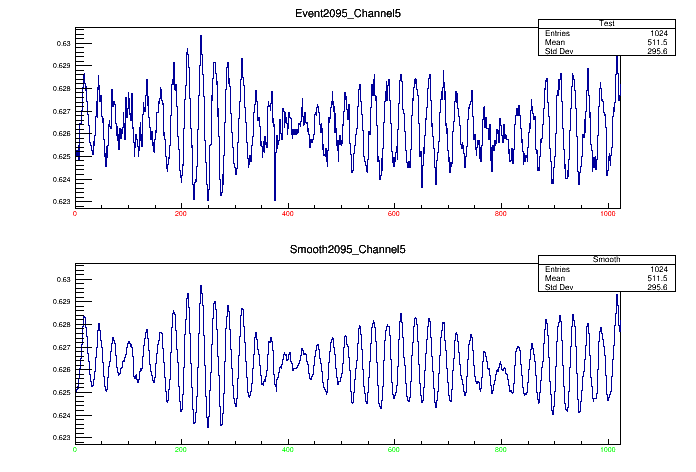 Event2095_Channel5
Test
Entries 1024
Mean 511.5
Std Dev 295.6
0.63
0.629
0.628
0.627
0.626
0.625
0.624
0.623
0 200 400 600 800 1000
Smooth2095_Channel5
Smooth
Entries 1024
Mean 511.5
Std Dev 295.6
0.63
0.629
0.628
0.627
0.626
0.625
0.624
0.623
0 200 400 600 800 1000